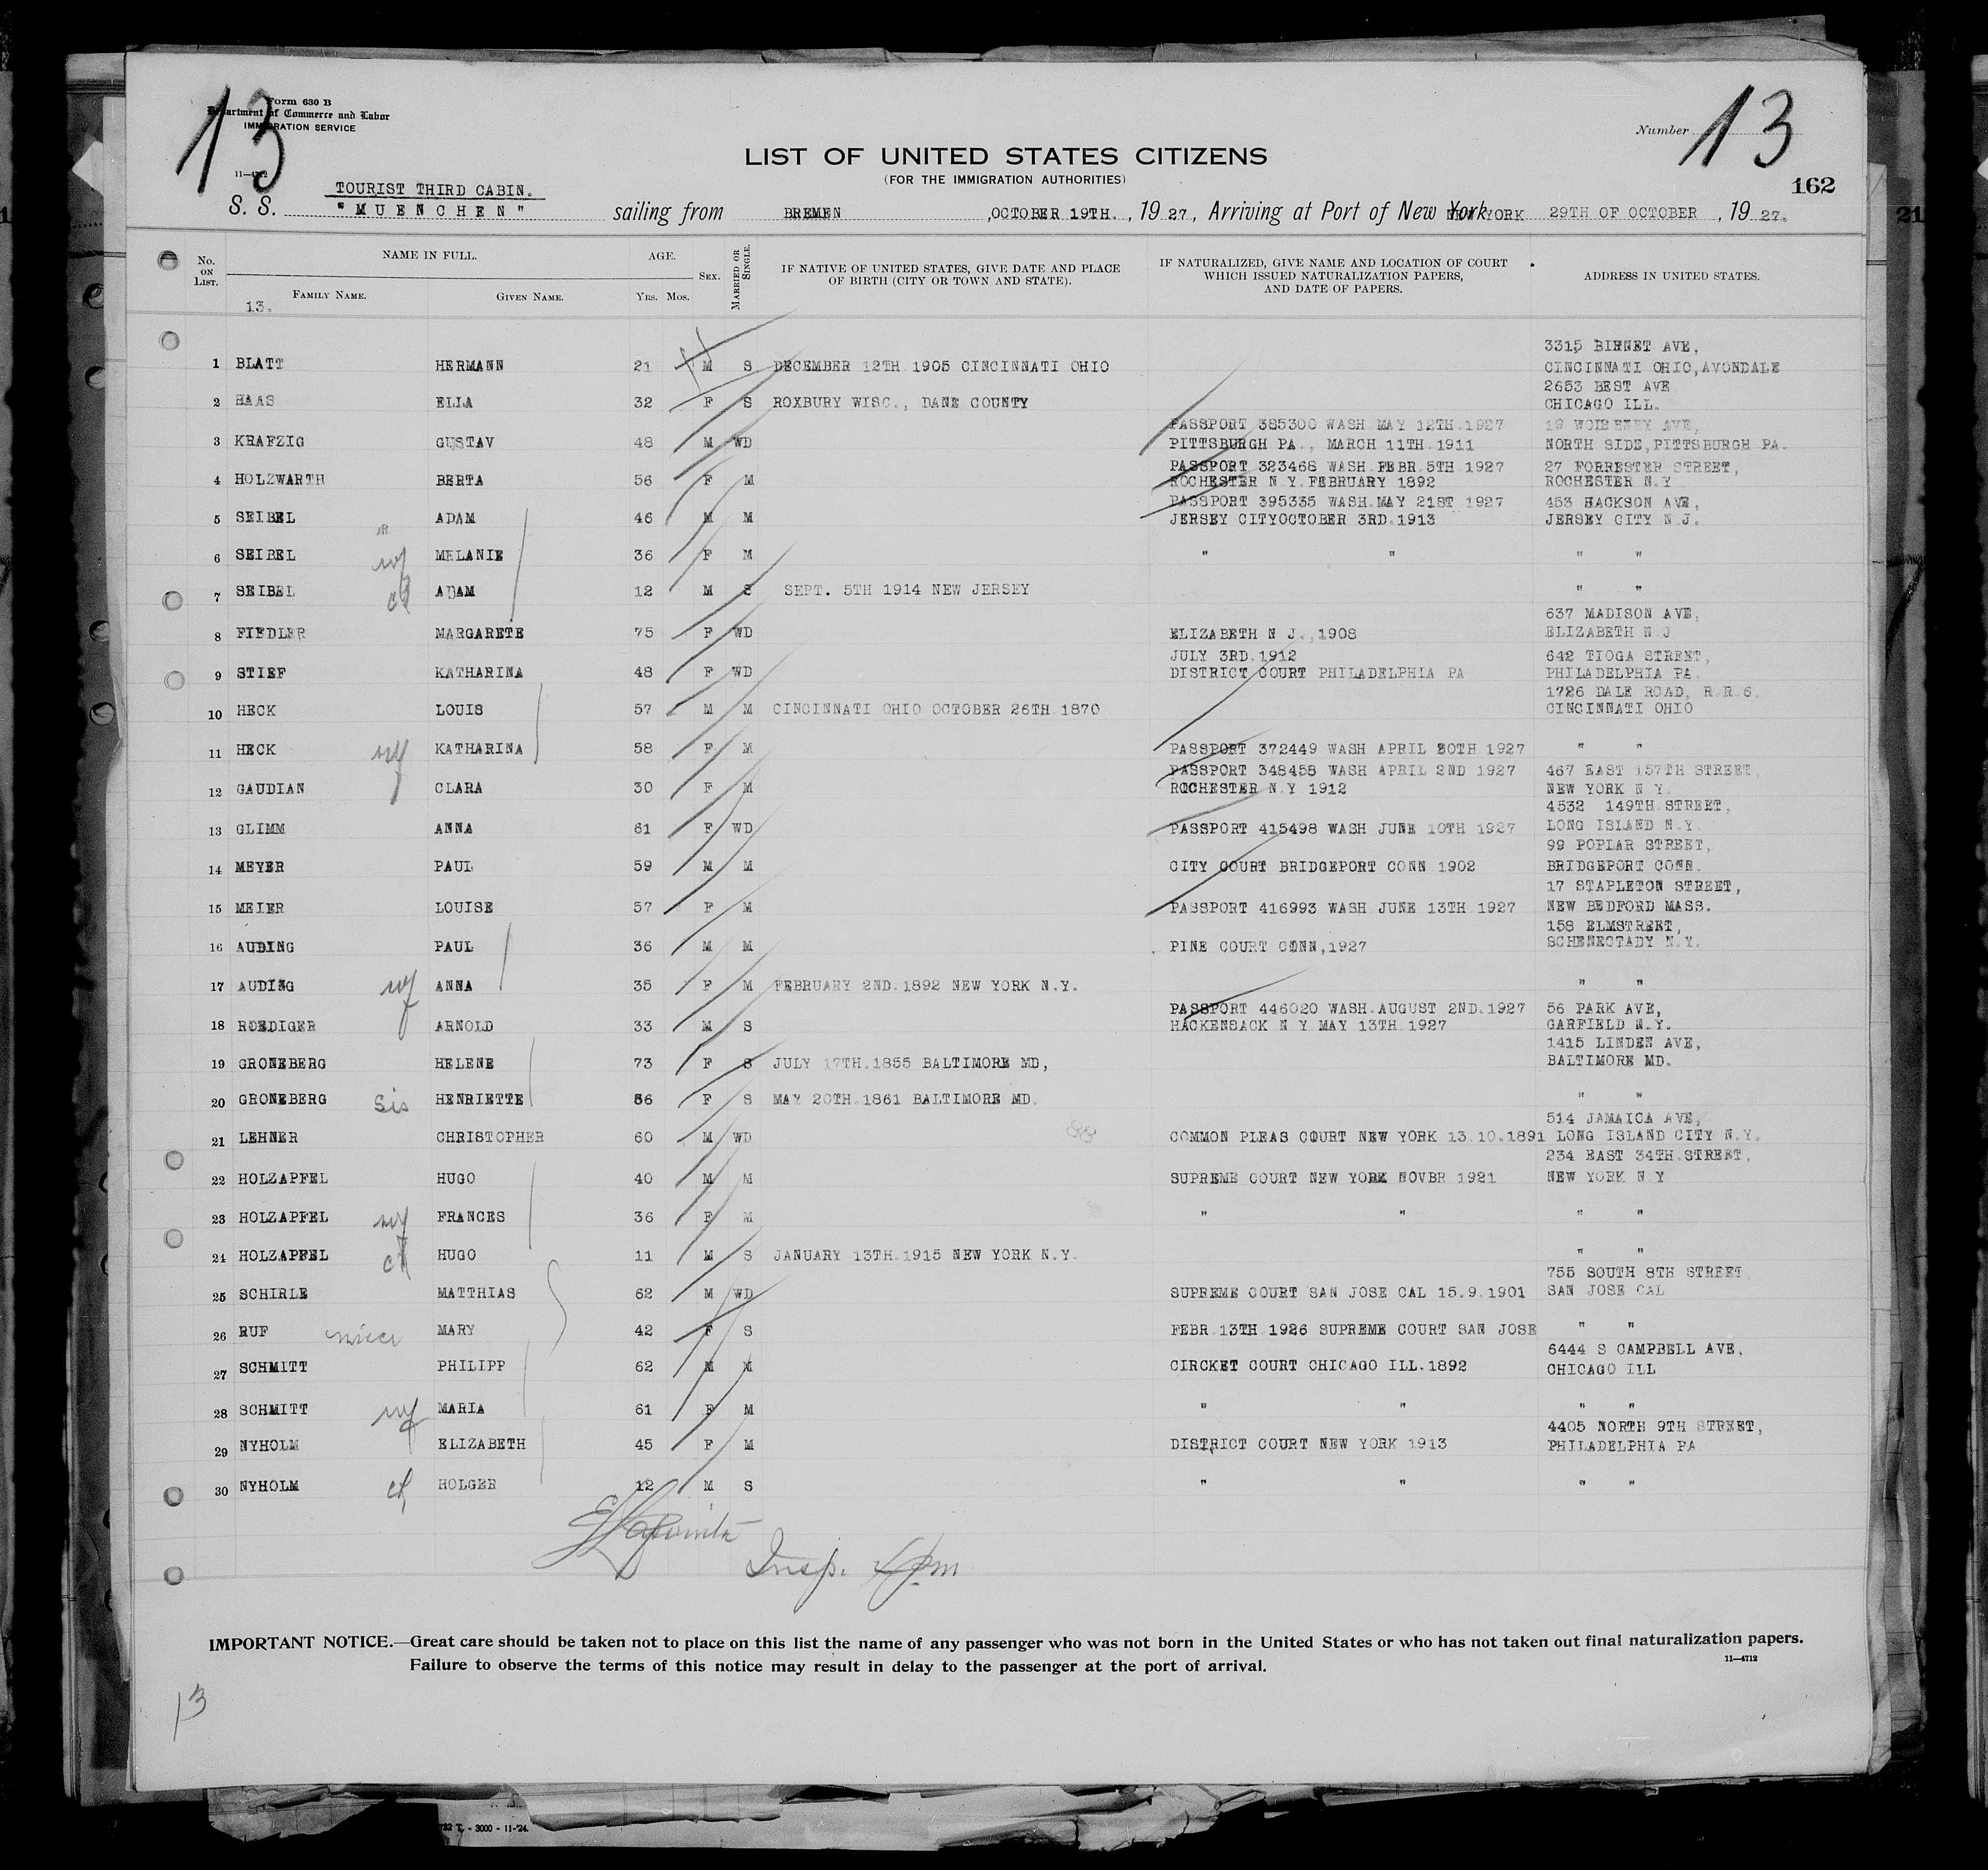 13
Form 630 B
Department of Commerce and Labor
IMMIGRATION SERVICE
11—4712
Number 13
LIST OF UNITED STATES CITIZENS
(FOR THE IMMIGRATION AUTHORITIES)
162
TOURIST THIRD CABIN.
S. S. "MUENCHEN" sailing from BREMEN ,OCTOBER 19TH. , 19 27. , Arriving at Port of New York NEW YORK 29TH OF OCTOBER , 19 27.
No. ON LIST. NAME IN FULL. FAMILY NAME. GIVEN NAME. AGE. YRS. MOS. SEX. MARRIED OR SINGLE. IF NATIVE OF UNITED STATES, GIVE DATE AND PLACE OF BIRTH (CITY OR TOWN AND STATE). IF NATURALIZED, GIVE NAME AND LOCATION OF COURT WHICH ISSUED NATURALIZATION PAPERS, AND DATE OF PAPERS. ADDRESS IN UNITED STATES.
13.
3315 BIRNET AVE,
1 BLATT HERMANN 21 M S DECEMBER 12TH 1905 CINCINNATI OHIO CINCINNATI OHIO,AVONDALE
2653 BEST AVE
2 HAAS ELLA 32 F S ROXBURY WISC., DANE COUNTY CHICAGO ILL.
PASSPORT 385300 WASH MAY 12TH 1927 19 AVE,
3 KRAFZIG GUSTAV 48 M WD PITTSBURGH PA., MARCH 11TH.1911 NORTH SIDE,PITTSBURGH PA.
PASSPORT 323468 WASH.FEBR.5TH 1927 27 FORRESTER STREET,
4 HOLZWARTH BERTA 56 F M ROCHESTER N.Y.FEBRUARY 1892 ROCHESTER N.Y
PASSPORT 395335 WASH.MAY 21ST 1927 453 HACKSON AVE,
5 SEIBEL ADAM 46 M M JERSEY CITYOCTOBER 3RD.1913 JERSEY CITY N.J.
6 SEIBEL wf MELANIE 36 F M " " " "
7 SEIBEL ch ADAM 12 M S SEPT. 5TH 1914 NEW JERSEY " "
637 MADISON AVE,
8 FIEDLER MARGARETE 75 F WD ELIZABETH N J.,1908 ELIZABETH N.J
JULY 3RD.1912 642 TIOGA STREET,
9 STIEF KATHARINA 48 F WD DISTRICT COURT PHILADELPHIA PA PHILADELPHIA PA.
1726 DALE ROAD, R.R.6.
10 HECK LOUIS 57 M M CINCINNATI OHIO OCTOBER 26TH.1870 CINCINNATI OHIO
11 HECK wf KATHARINA 58 F M PASSPORT 372449 WASH APRIL 30TH 1927 " "
PASSPORT 348458 WASH APRIL 2ND 1927 467 EAST 157TH STREET,
12 GAUDIAN CLARA 30 F M ROCHESTER N.Y 1912 NEW YORK N Y.
4532 149TH.STREET,
13 GLIMM ANNA 61 F WD PASSPORT 415498 WASH JUNE 10TH 1927 LONG ISLAND N.Y.
99 POPLAR STREET,
14 MEYER PAUL 59 M M CITY COURT BRIDGEPORT CONN 1902 BRIDGEPORT CONN.
17 STAPLETON STREET,
15 MEIER LOUISE 57 F M PASSPORT 416993 WASH JUNE 13TH 1927 NEW BEDFORD MASS.
158 ELMSTREET,
16 AUDING PAUL 36 M M PINE COURT CONN,1927 SCHENECTADY N.Y.
17 AUDING wf ANNA 35 F M FEBRUARY 2ND.1892 NEW YORK N.Y. " "
PASSPORT 446020 WASH.AUGUST 2ND.1927 56 PARK AVE,
18 ROEDIGER ARNOLD 33 M S HACKENSACK N Y MAY 13TH.1927 GARFIELD N.Y.
1415 LINDEN AVE,
19 GRONEBERG HELENE 73 F S JULY 17TH.1855 BALTIMORE MD, BALTIMORE MD.
20 GRONEBERG Sis HENRIETTE 66 F S MAY 20TH.1861 BALTIMORE MD. " "
514 JAMAICA AVE,
21 LEHNER CHRISTOPHER 60 M WD COMMON PLEAS COURT NEW YORK 13.10.1891 LONG ISLAND CITY N.Y.
234 EAST 34TH.STREET,
22 HOLZAPFEL HUGO 40 M M SUPREME COURT NEW YORK NOVBR 1921 NEW YORK N Y
23 HOLZAPFEL wf FRANCES 36 F M " " " "
24 HOLZAPFEL ch HUGO 11 M S JANUARY 13TH.1915 NEW YORK N.Y. " "
755 SOUTH 8TH STREET,
25 SCHIRLE MATTHIAS 62 M WD SUPREME COURT SAN JOSE CAL 15.9.1901 SAN JOSE CAL
26 RUF niece MARY 42 F S FEBR.13TH 1926 SUPREME COURT SAN JOSE " "
6444 S CAMPBELL AVE,
27 SCHMITT PHILIPP 62 M M CIRCKET COURT CHICAGO ILL.1892 CHICAGO ILL
28 SCHMITT wf MARIA 61 F M " " " "
4405 NORTH 9TH STREET,
29 NYHOLM ELIZABETH 45 F M DISTRICT COURT NEW YORK 1913 PHILADELPHIA PA
30 NYHOLM ch HOLGER 12 M S " " " "
Insp.
IMPORTANT NOTICE.—Great care should be taken not to place on this list the name of any passenger who was not born in the United States or who has not taken out final naturalization papers.
Failure to observe the terms of this notice may result in delay to the passenger at the port of arrival.
11—4712
13
T. - 3000 - 11-'24.
21